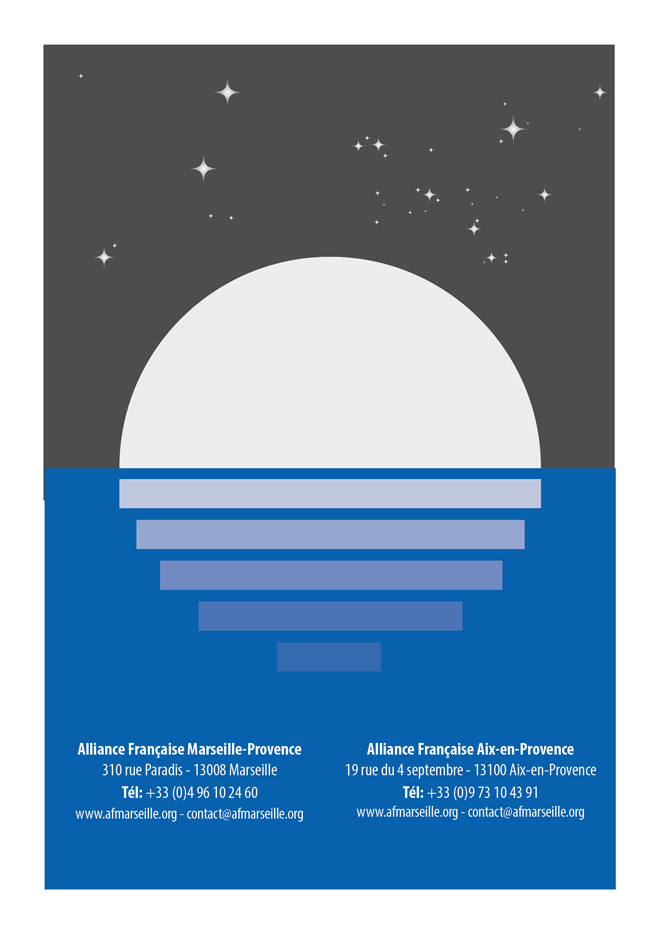 Alliance Française Marseille-Provence
310 rue Paradis - 13008 Marseille
Tél: +33 (0)4 96 10 24 60
www.afmarseille.org - contact@afmarseille.org
Alliance Française Aix-en-Provence
19 rue du 4 septembre - 13100 Aix-en-Provence
Tél: +33 (0)9 73 10 43 91
www.afmarseille.org - contact@afmarseille.org